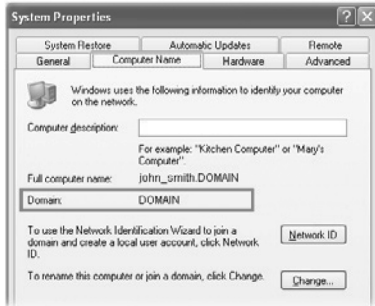 System Properties
System Restore Automatic Updates Remote
General Computer Name Hardware Advanced
Windows uses the following information to identify your computer
on the network.
Computer description:
For example: "Kitchen Computer" or "Mary's
Computer".
Full computer name: john_smith.DOMAIN
Domain: DOMAIN
To use the Network Identification Wizard to join a
domain and create a local user account, click Network
ID.
Network ID
To rename this computer or join a domain, click Change.
Change...